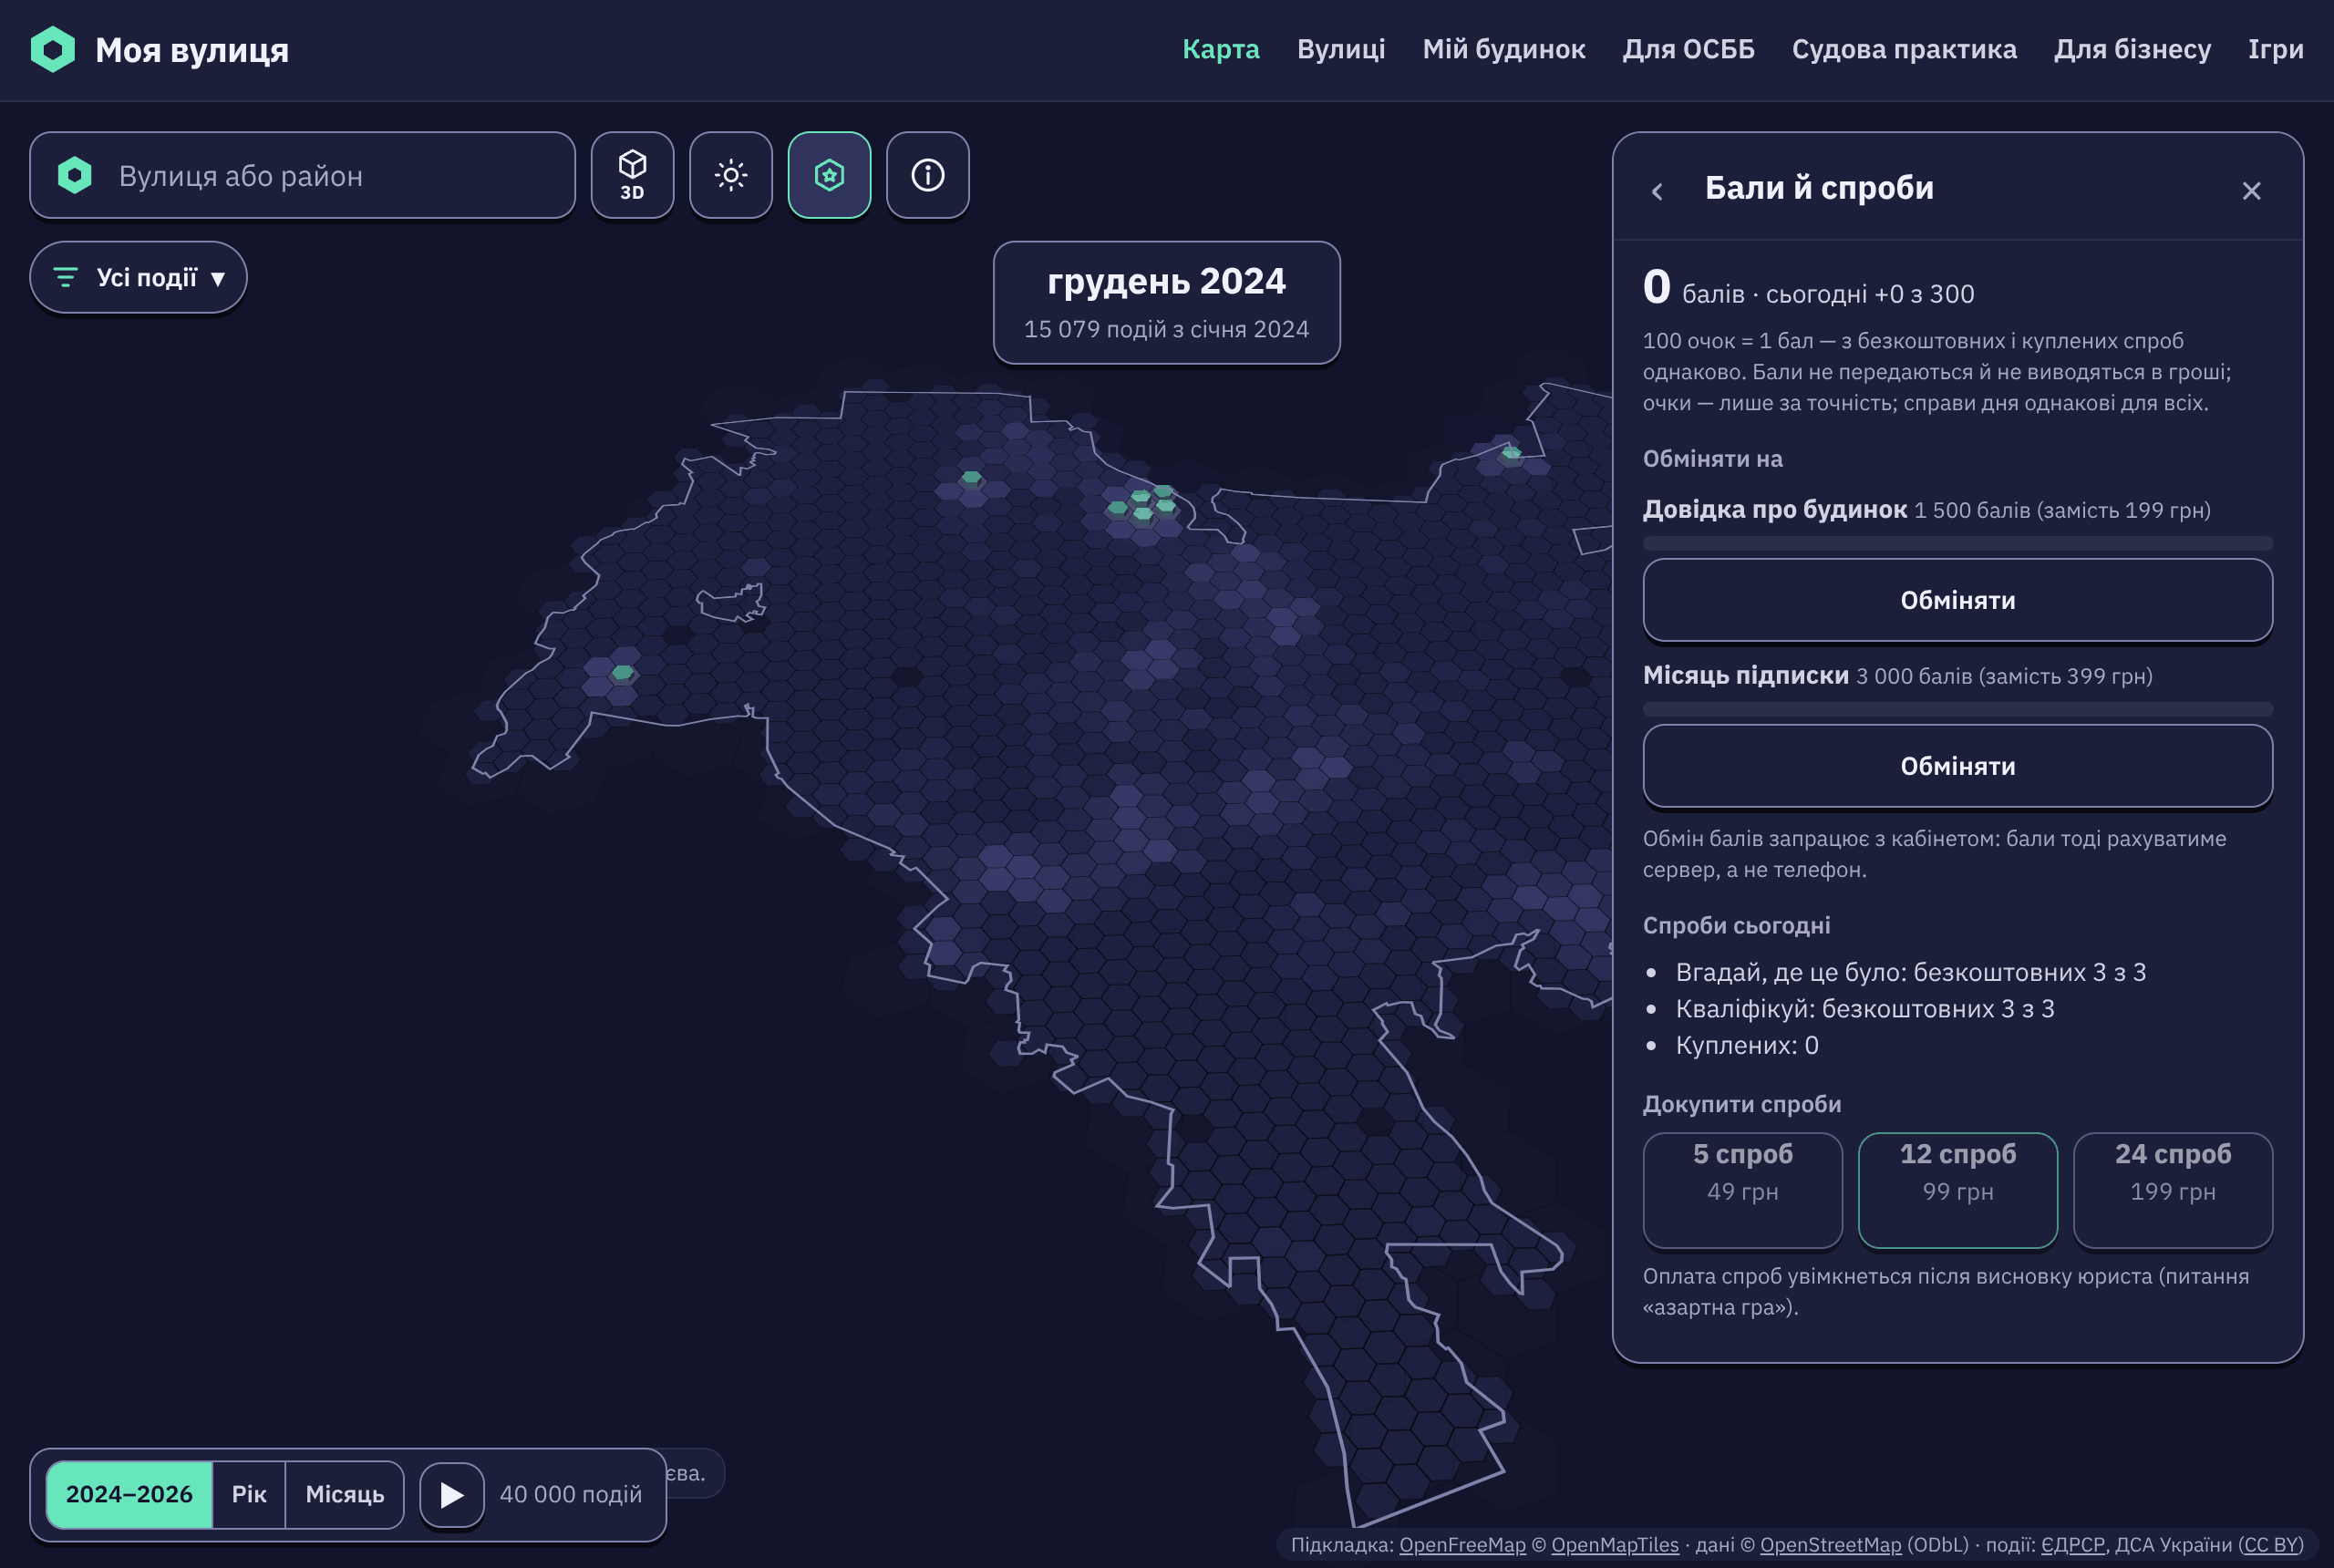 Моя вулиця
Карта Вулиці Мій будинок Для ОСББ Судова практика Для бізнесу Ігри
Вулиця або район
3D
Усі події ▼
грудень 2024
15 079 подій з січня 2024
Бали й спроби
0 балів · сьогодні +0 з 300
100 очок = 1 бал — з безкоштовних і куплених спроб
однаково. Бали не передаються й не виводяться в гроші;
очки — лише за точність; справи дня однакові для всіх.
Обміняти на
Довідка про будинок 1 500 балів (замість 199 грн)
Обміняти
Місяць підписки 3 000 балів (замість 399 грн)
Обміняти
Обмін балів запрацює з кабінетом: бали тоді рахуватиме
сервер, а не телефон.
Спроби сьогодні
• Вгадай, де це було: безкоштовних 3 з 3
• Кваліфікуй: безкоштовних 3 з 3
• Куплених: 0
Докупити спроби
5 спроб 12 спроб 24 спроб
49 грн 99 грн 199 грн
Оплата спроб увімкнеться після висновку юриста (питання
«азартна гра»).
2024–2026 Рік Місяць 40 000 подій
Підкладка: OpenFreeMap © OpenMapTiles · дані © OpenStreetMap (ODbL) · події: ЄДРСР, ДСА України (CC BY)